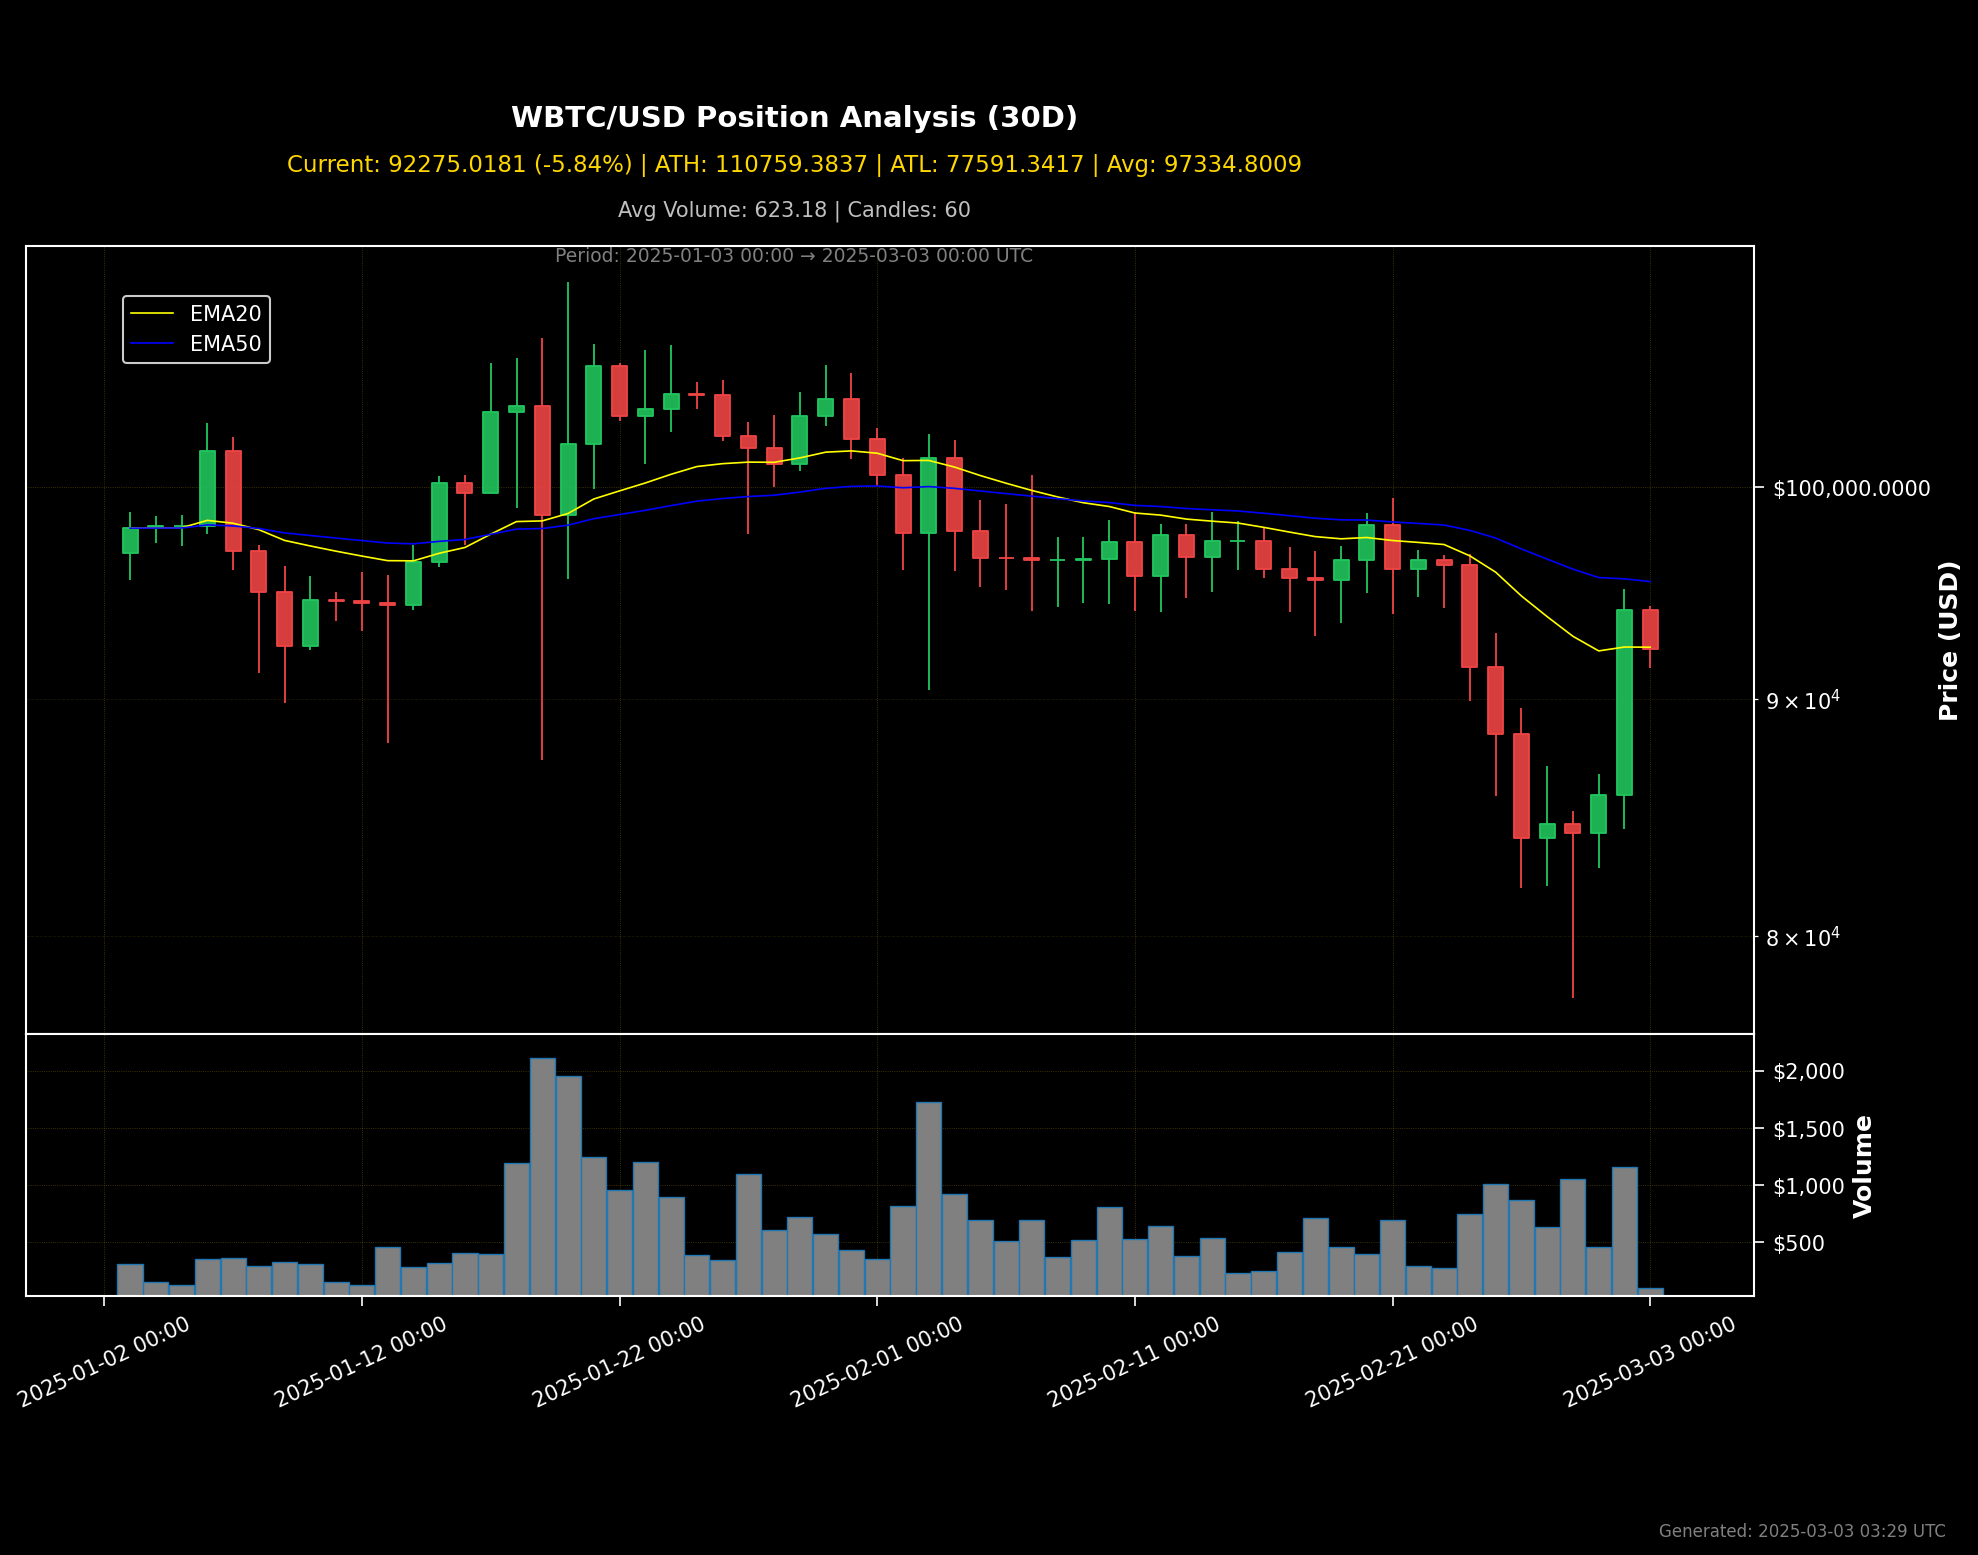 WBTC/USD Position Analysis (30D)
Current: 92275.0181 (-5.84%) | ATH: 110759.3837 | ATL: 77591.3417 | Avg: 97334.8009
Avg Volume: 623.18 | Candles: 60
Period: 2025-01-03 00:00 → 2025-03-03 00:00 UTC
EMA20
EMA50
$100,000.0000
9 × 10⁴
8 × 10⁴
Price (USD)
$2,000
$1,500
$1,000
$500
Volume
2025-01-02 00:00
2025-01-12 00:00
2025-01-22 00:00
2025-02-01 00:00
2025-02-11 00:00
2025-02-21 00:00
2025-03-03 00:00
Generated: 2025-03-03 03:29 UTC